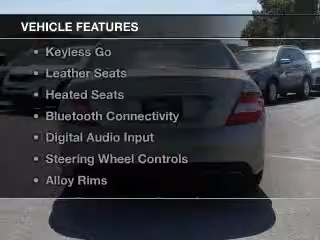 VEHICLE FEATURES
• Keyless Go
• Leather Seats
• Heated Seats
• Bluetooth Connectivity
• Digital Audio Input
• Steering Wheel Controls
• Alloy Rims